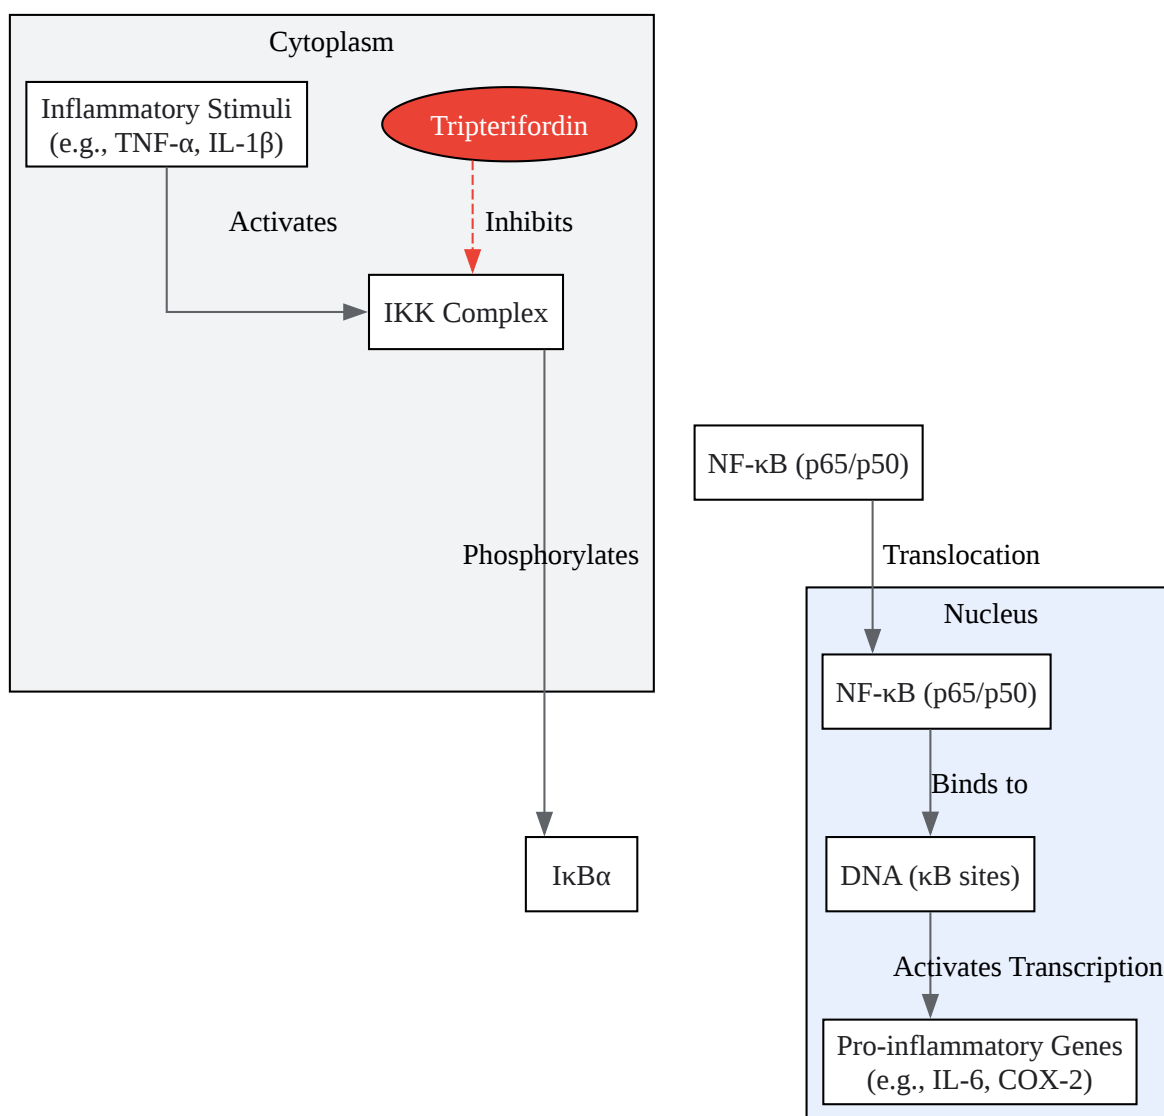 Cytoplasm
Inflammatory Stimuli
(e.g., TNF-α, IL-1β)
Tripterifordin
Activates
Inhibits
IKK Complex
NF-κB (p65/p50)
Phosphorylates
Translocation
Nucleus
NF-κB (p65/p50)
Binds to
IκBα
DNA (κB sites)
Activates Transcription
Pro-inflammatory Genes
(e.g., IL-6, COX-2)